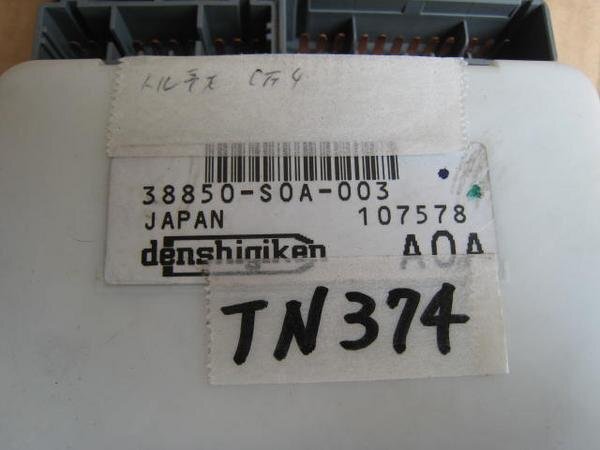 トルネオ CF4
38850-S0A-003
JAPAN 107578
denshigiken A0A
TN374